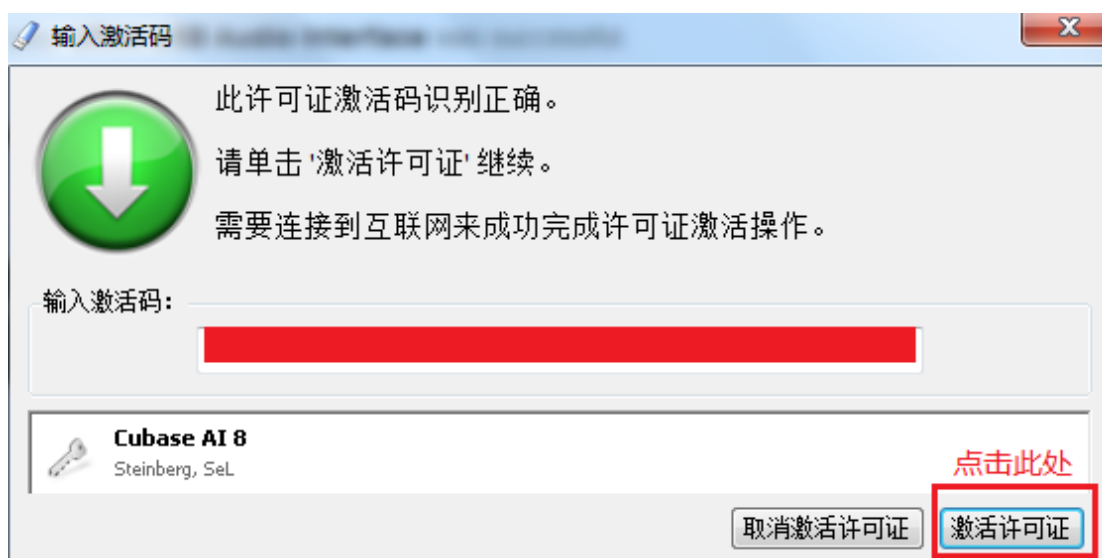 输入激活码
X
此许可证激活码识别正确。
请单击 '激活许可证' 继续。
需要连接到互联网来成功完成许可证激活操作。
输入激活码：
Cubase AI 8
Steinberg, SeL
点击此处
取消激活许可证
激活许可证